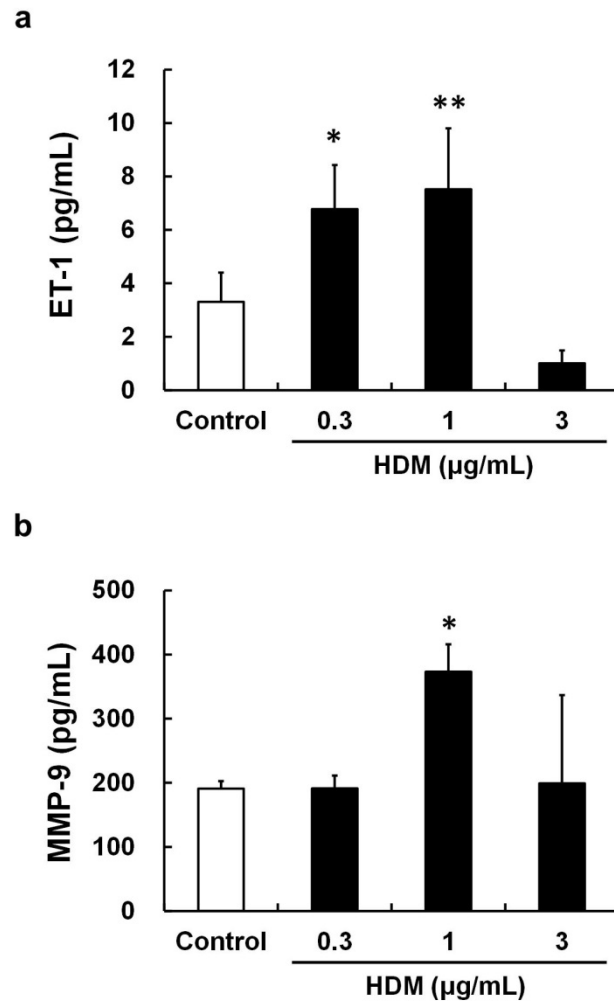 a
ET-1 (pg/mL)
12
10
8
6
4
2
0
*
**
Control 0.3 1 3
HDM (µg/mL)
b
MMP-9 (pg/mL)
500
400
300
200
100
0
*
Control 0.3 1 3
HDM (µg/mL)